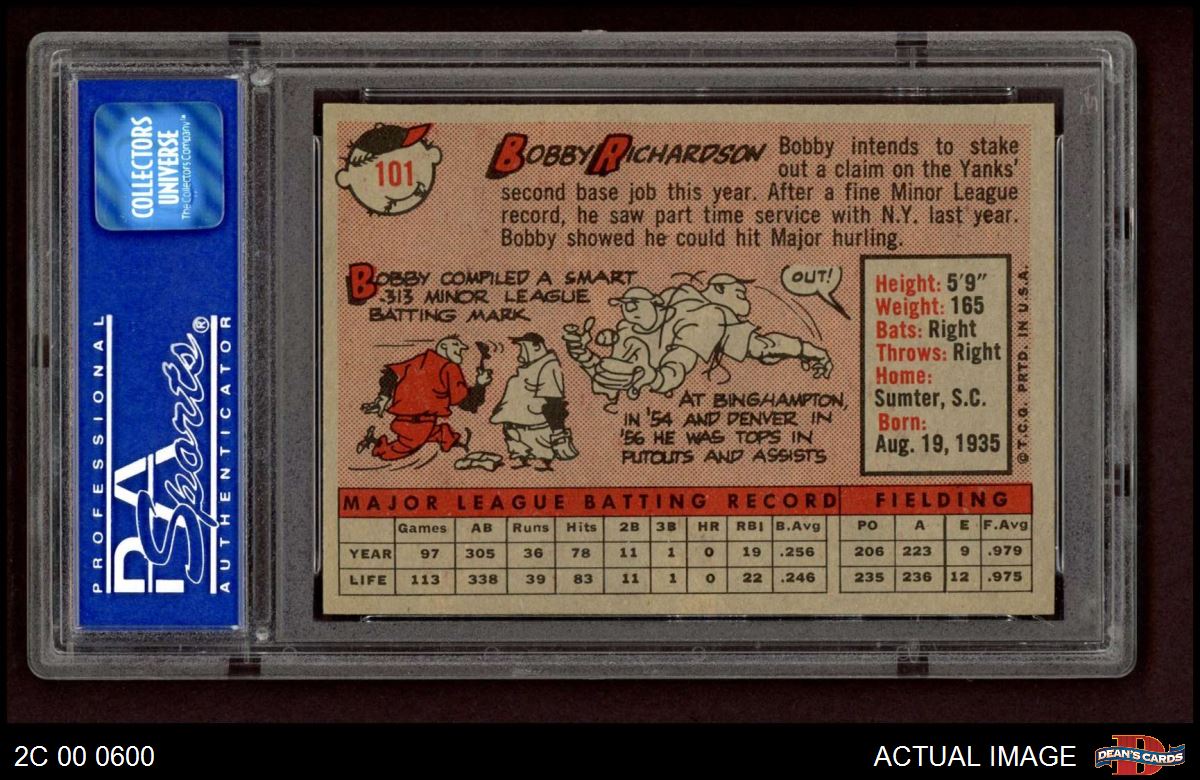 COLLECTORS
UNIVERSE
The Collectors Company™
PROFESSIONAL
PSA
Sports®
AUTHENTICATOR
101
BOBBY RICHARDSON
Bobby intends to stake
out a claim on the Yanks'
second base job this year. After a fine Minor League
record, he saw part time service with N.Y. last year.
Bobby showed he could hit Major hurling.
BOBBY COMPILED A SMART
.313 MINOR LEAGUE
BATTING MARK
OUT!
AT BINGHAMPTON,
IN '54 AND DENVER IN
'56 HE WAS TOPS IN
PUTOUTS AND ASSISTS
Height: 5'9"
Weight: 165
Bats: Right
Throws: Right
Home:
Sumter, S.C.
Born:
Aug. 19, 1935
© T.C.G. PRTD. IN U.S.A.
MAJOR LEAGUE BATTING RECORD FIELDING
Games AB Runs Hits 2B 3B HR RBI B.Avg PO A E F.Avg
YEAR 97 305 36 78 11 1 0 19 .256 206 223 9 .979
LIFE 113 338 39 83 11 1 0 22 .246 235 236 12 .975
2C 00 0600
ACTUAL IMAGE
D
DEAN'S CARDS